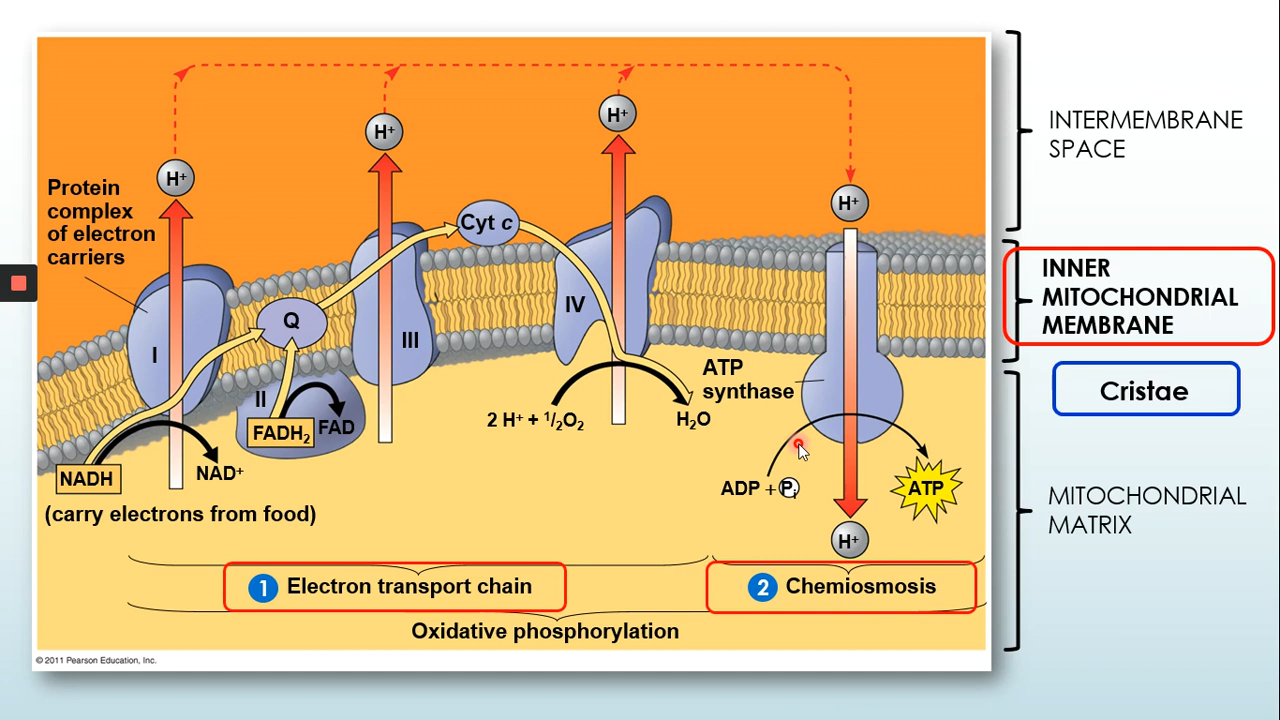 H⁺
H⁺
H⁺
H⁺
Protein
complex
of electron
carriers
Cyt c
Q
I
II
III
IV
FADH₂
FAD
NADH
NAD⁺
(carry electrons from food)
2 H⁺ + ¹/₂O₂
H₂O
ATP
synthase
ADP + Pᵢ
ATP
H⁺
1 Electron transport chain
2 Chemiosmosis
Oxidative phosphorylation
© 2011 Pearson Education, Inc.
INTERMEMBRANE
SPACE
INNER
MITOCHONDRIAL
MEMBRANE
Cristae
MITOCHONDRIAL
MATRIX